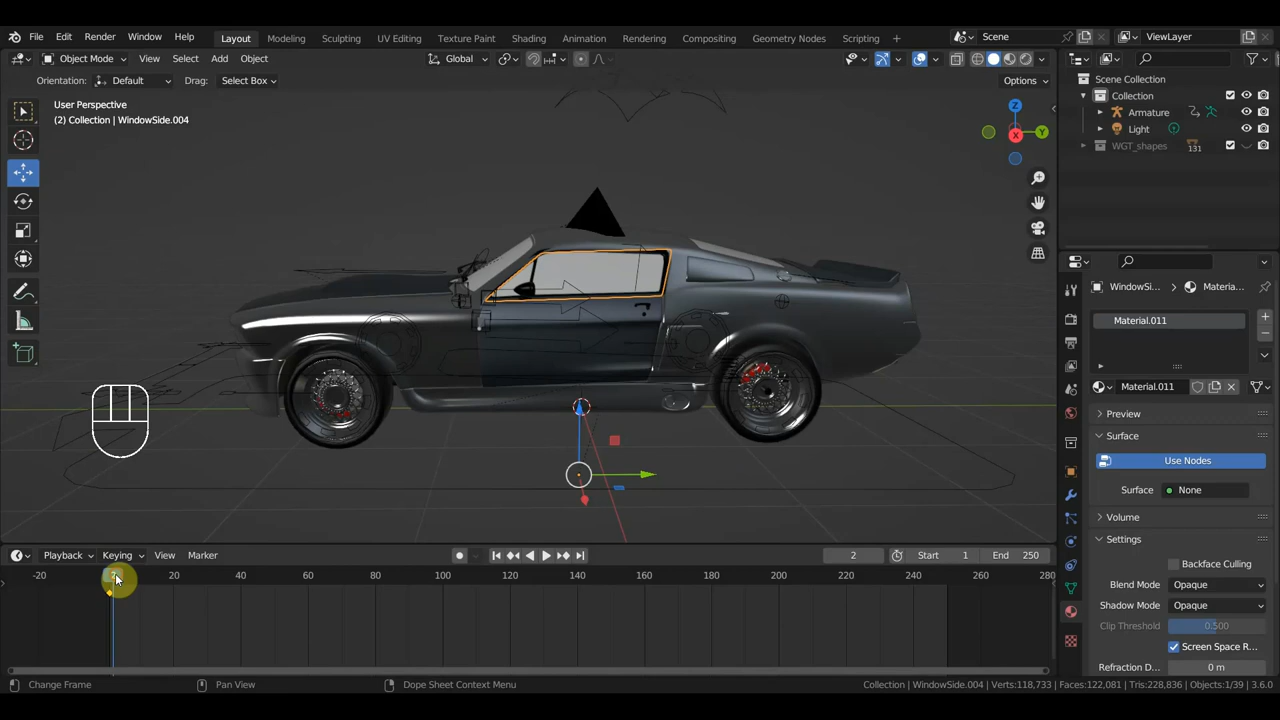 File Edit Render Window Help Layout Modeling Sculpting UV Editing Texture Paint Shading Animation Rendering Compositing Geometry Nodes Scripting + Scene ViewLayer
Object Mode View Select Add Object Global
Orientation: Default Drag: Select Box Options
User Perspective
(2) Collection | WindowSide.004
Z
Y
X
Scene Collection
Collection
Armature
Light
WGT_shapes 131
WindowSi... Materia...
Material.011
Material.011
Preview
Surface
Use Nodes
Surface None
Volume
Settings
Backface Culling
Blend Mode Opaque
Shadow Mode Opaque
Clip Threshold 0.500
Screen Space R...
Refraction D... 0 m
Playback Keying View Marker 2 Start 1 End 250
-20 2 20 40 60 80 100 120 140 160 180 200 220 240 260 280
Change Frame Pan View Dope Sheet Context Menu Collection | WindowSide.004 | Verts:118,733 | Faces:122,081 | Tris:228,836 | Objects:1/39 | 3.6.0